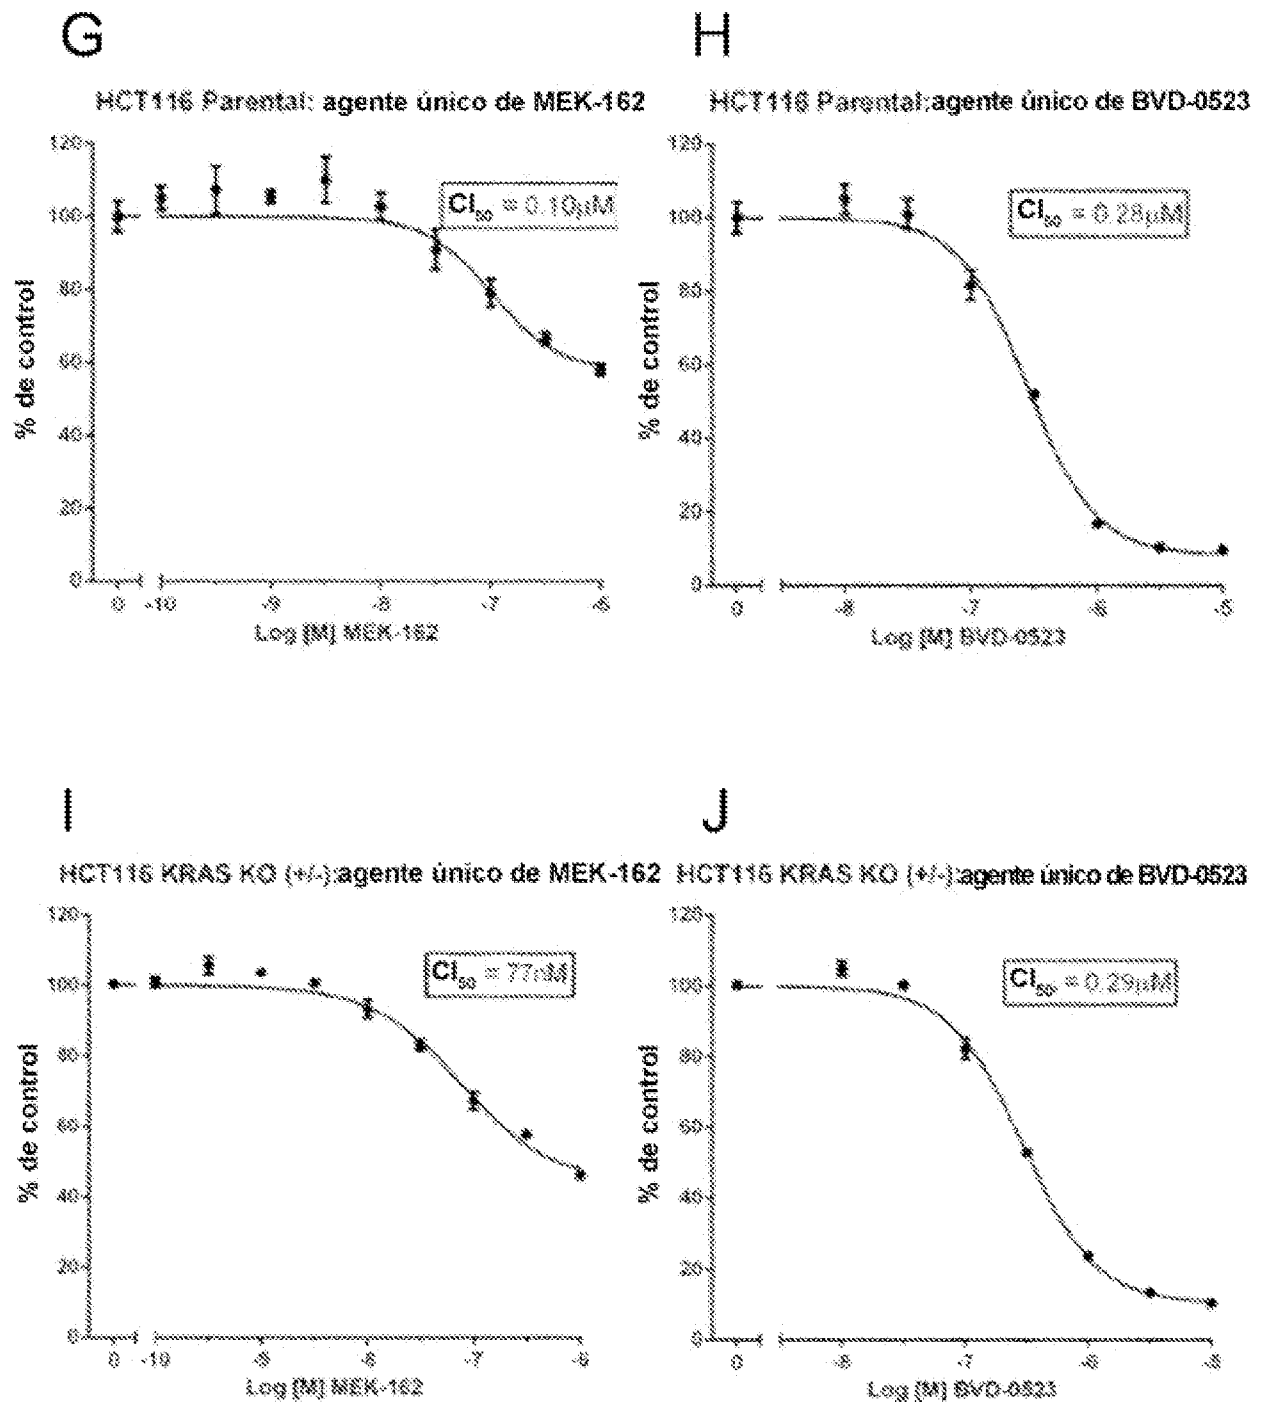 G
HCT116 Parental: agente único de MEK-162
120
100
80
60
40
20
0
% de control
CI50 = 0.10µM
0 -10 -9 -8 -7 -6
Log [M] MEK-162
H
HCT116 Parental:agente único de BVD-0523
120
100
80
60
40
20
0
% de control
CI50 = 0.28µM
0 -8 -7 -6 -5
Log [M] BVD-0523
I
HCT116 KRAS KO (+/-):agente único de MEK-162
120
100
80
60
40
20
0
% de control
CI50 = 77nM
0 -10 -9 -8 -7 -6
Log [M] MEK-162
J
HCT116 KRAS KO (+/-):agente único de BVD-0523
120
100
80
60
40
20
0
% de control
CI50 = 0.29µM
0 -8 -7 -6 -5
Log [M] BVD-0523